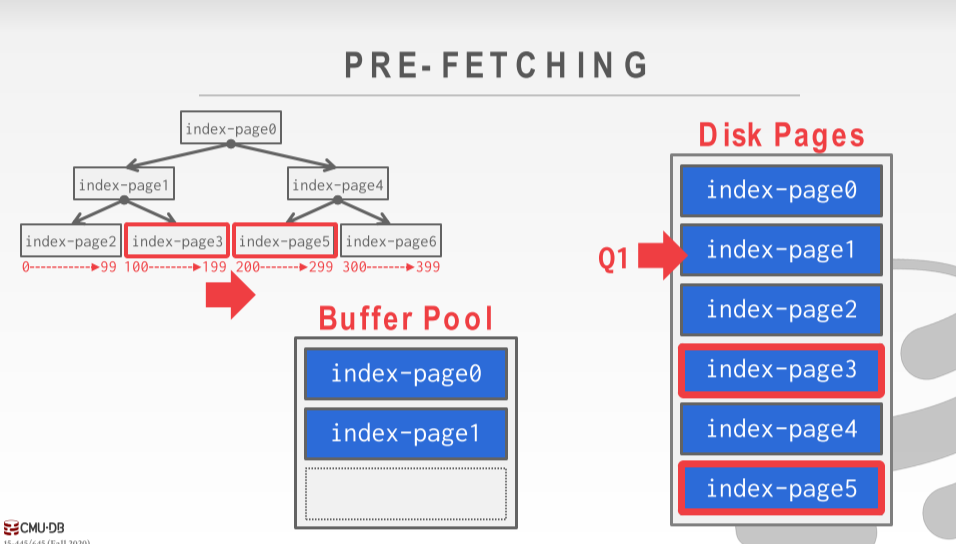 PRE-FETCHING
index-page0
index-page1
index-page4
index-page2
index-page3
index-page5
index-page6
0 99
100 199
200 299
300 399
Buffer Pool
index-page0
index-page1
Disk Pages
index-page0
Q1
index-page1
index-page2
index-page3
index-page4
index-page5
CMU·DB
15-445/645 (Fall 2020)